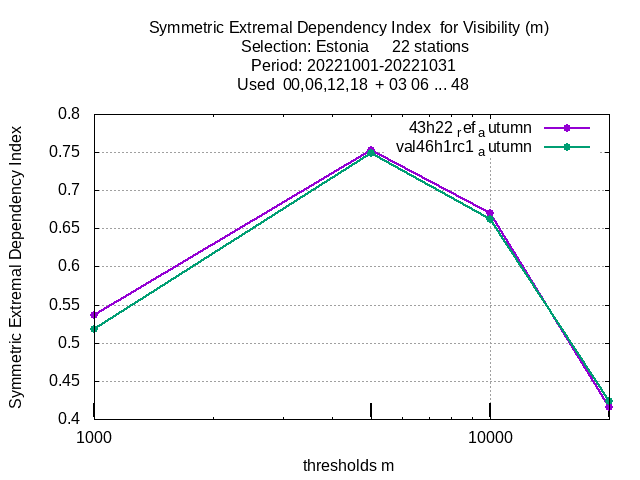 Symmetric Extremal Dependency Index  for Visibility (m)
Selection: Estonia     22 stations
Period: 20221001-20221031
Used  00,06,12,18  + 03 06 ... 48
43h22 ref a utumn
val46h1rc1 a utumn
0.8
0.75
0.7
0.65
0.6
0.55
0.5
0.45
0.4
Symmetric Extremal Dependency Index
1000
10000
thresholds m